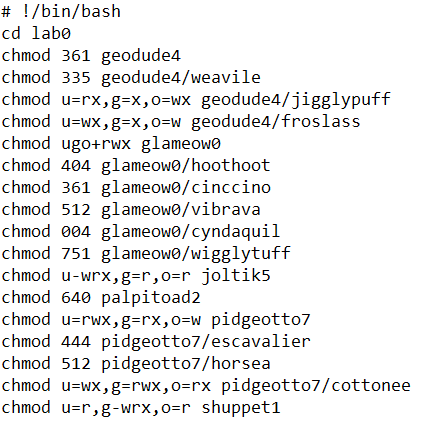 # !/bin/bash
cd lab0
chmod 361 geodude4
chmod 335 geodude4/weavile
chmod u=rx,g=x,o=wx geodude4/jigglypuff
chmod u=wx,g=x,o=w geodude4/froslass
chmod ugo+rwx glameow0
chmod 404 glameow0/hoothoot
chmod 361 glameow0/cinccino
chmod 512 glameow0/vibrava
chmod 004 glameow0/cyndaquil
chmod 751 glameow0/wigglytuff
chmod u-wrx,g=r,o=r joltik5
chmod 640 palpitoad2
chmod u=rwx,g=rx,o=w pidgeotto7
chmod 444 pidgeotto7/escavalier
chmod 512 pidgeotto7/horsea
chmod u=wx,g=rwx,o=rx pidgeotto7/cottonee
chmod u=r,g-wrx,o=r shuppet1